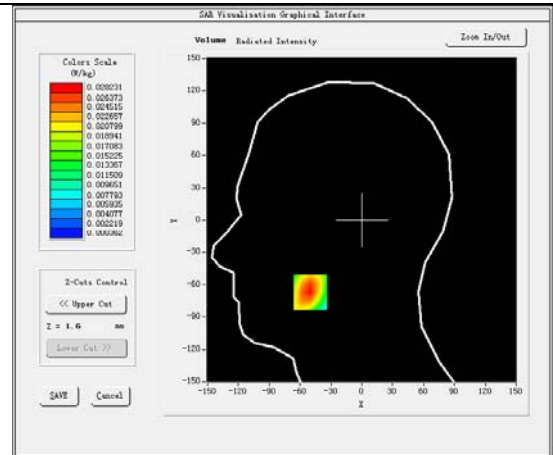 SAR Visualisation Graphical Interface
Volume Radiated Intensity
Zoom In/Out
Colors Scale
(W/kg)
0.028231
0.026373
0.024515
0.022657
0.020799
0.018941
0.017083
0.015225
0.013367
0.011509
0.009651
0.007793
0.005935
0.004077
0.002219
0.000362
Z-Cuts Control
<< Upper Cut
Z = 1.6 mm
Lower Cut >>
SAVE Cancel
150
120
90
60
30
0
-30
-60
-90
-120
-150
Y
-150 -120 -90 -60 -30 0 30 60 90 120 150
X